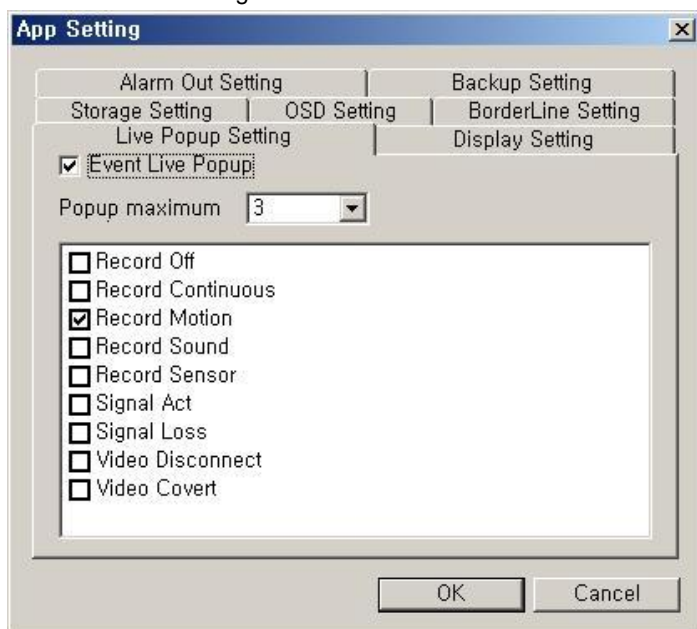 App Setting
Alarm Out Setting Backup Setting
Storage Setting OSD Setting BorderLine Setting
Live Popup Setting Display Setting
Event Live Popup
Popup maximum 3
Record Off
Record Continuous
Record Motion
Record Sound
Record Sensor
Signal Act
Signal Loss
Video Disconnect
Video Covert
OK Cancel